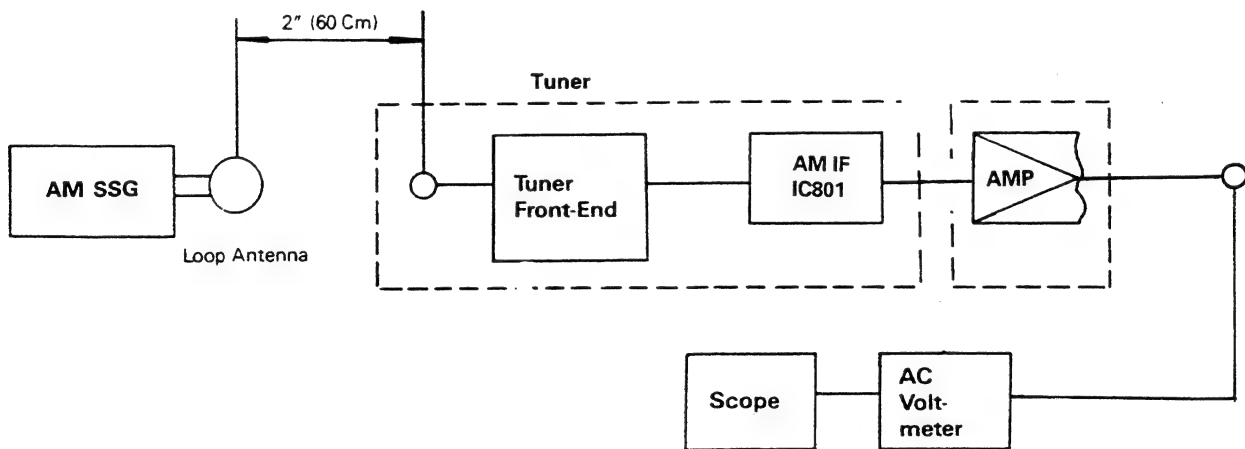 2" (60 Cm)
Tuner
AM SSG
Loop Antenna
Tuner
Front-End
AM IF
IC801
AMP
Scope
AC
Volt-
meter